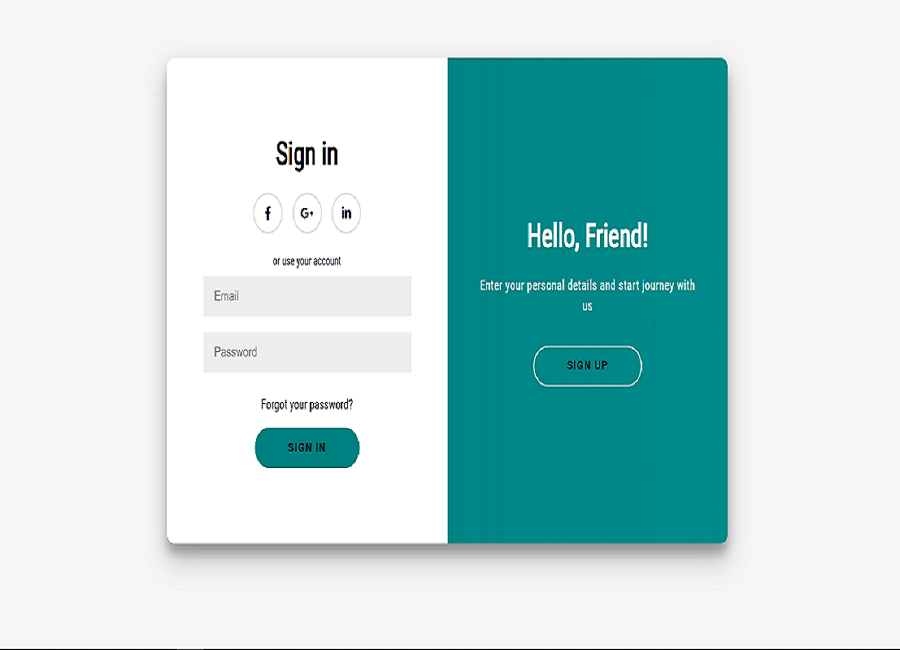 Sign in
f G+ in
or use your account
Email
Password
Forgot your password?
SIGN IN
Hello, Friend!
Enter your personal details and start journey with
us
SIGN UP